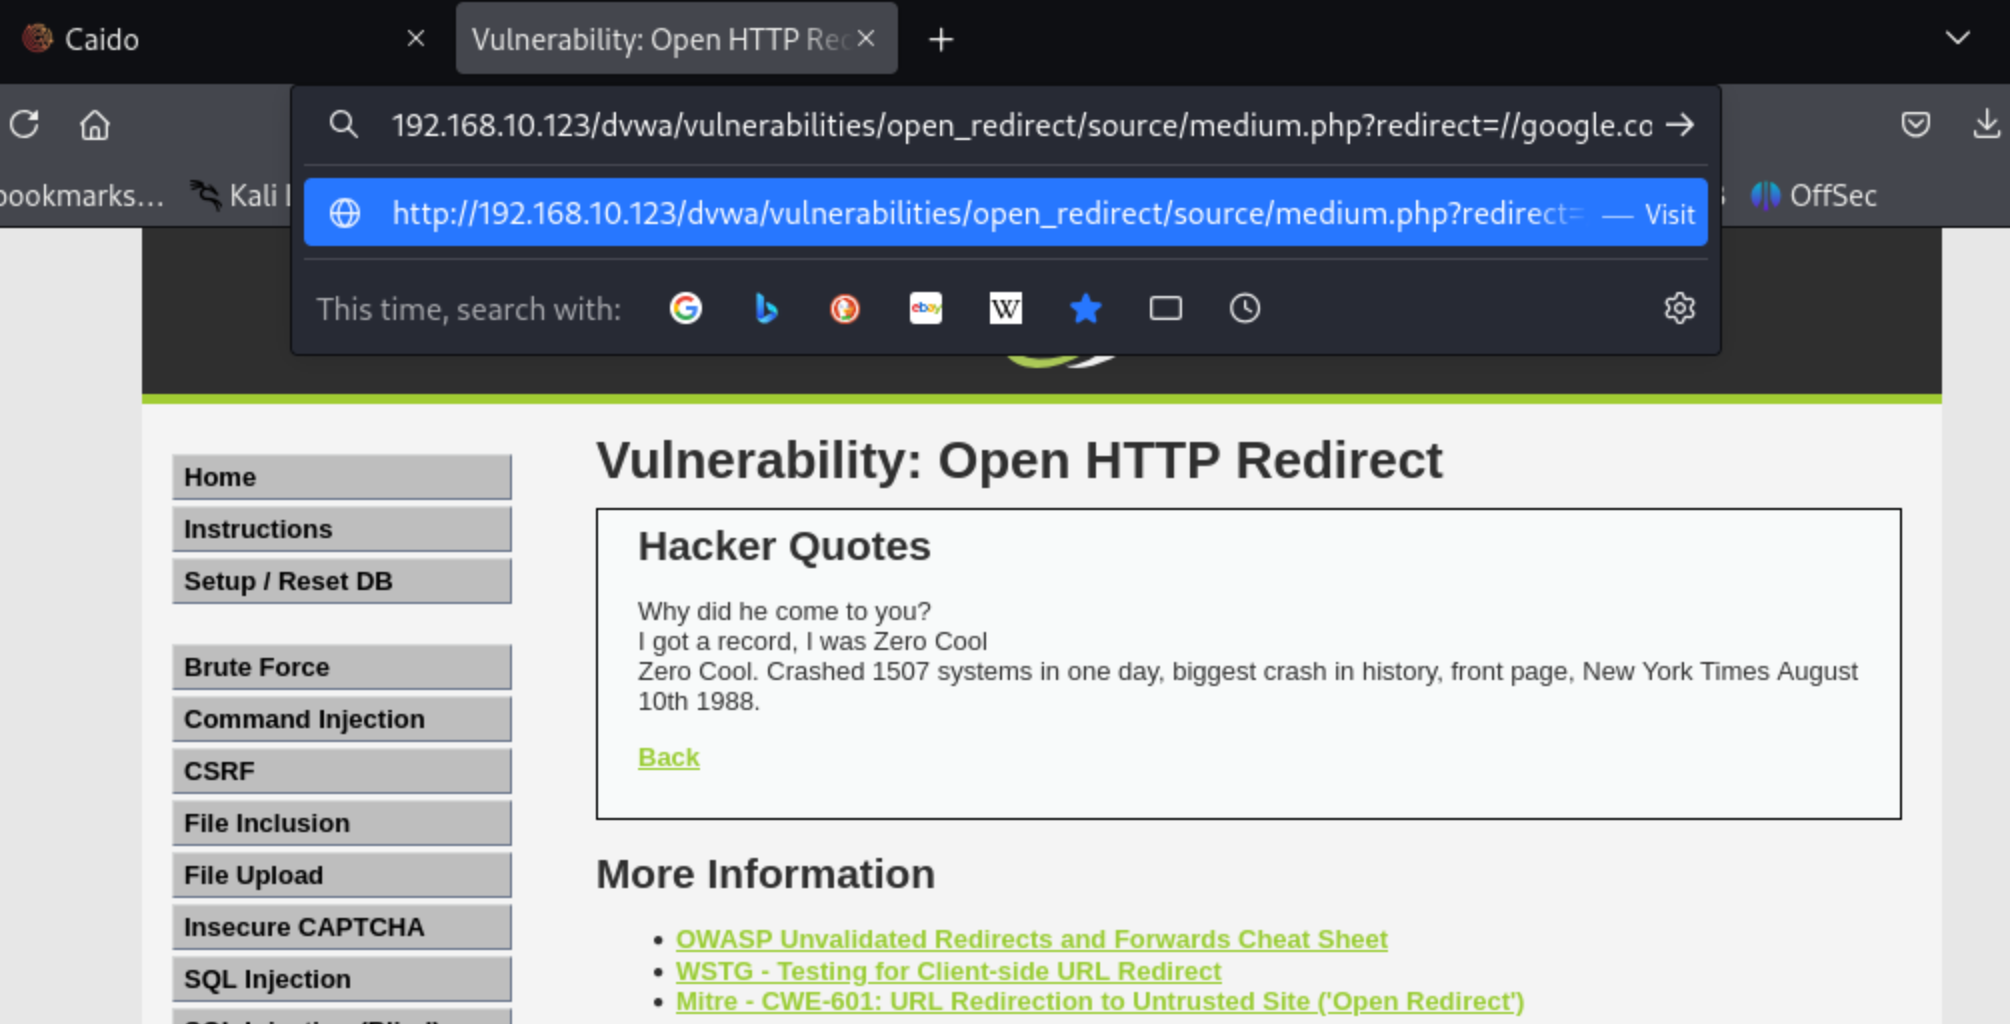 Caido
Vulnerability: Open HTTP Rec
192.168.10.123/dvwa/vulnerabilities/open_redirect/source/medium.php?redirect=//google.co
bookmarks… Kali OffSec
http://192.168.10.123/dvwa/vulnerabilities/open_redirect/source/medium.php?redirect= — Visit
This time, search with:
ebay
W
Home
Instructions
Setup / Reset DB
Brute Force
Command Injection
CSRF
File Inclusion
File Upload
Insecure CAPTCHA
SQL Injection
Vulnerability: Open HTTP Redirect
Hacker Quotes
Why did he come to you?
I got a record, I was Zero Cool
Zero Cool. Crashed 1507 systems in one day, biggest crash in history, front page, New York Times August
10th 1988.
Back
More Information
OWASP Unvalidated Redirects and Forwards Cheat Sheet
WSTG - Testing for Client-side URL Redirect
Mitre - CWE-601: URL Redirection to Untrusted Site ('Open Redirect')